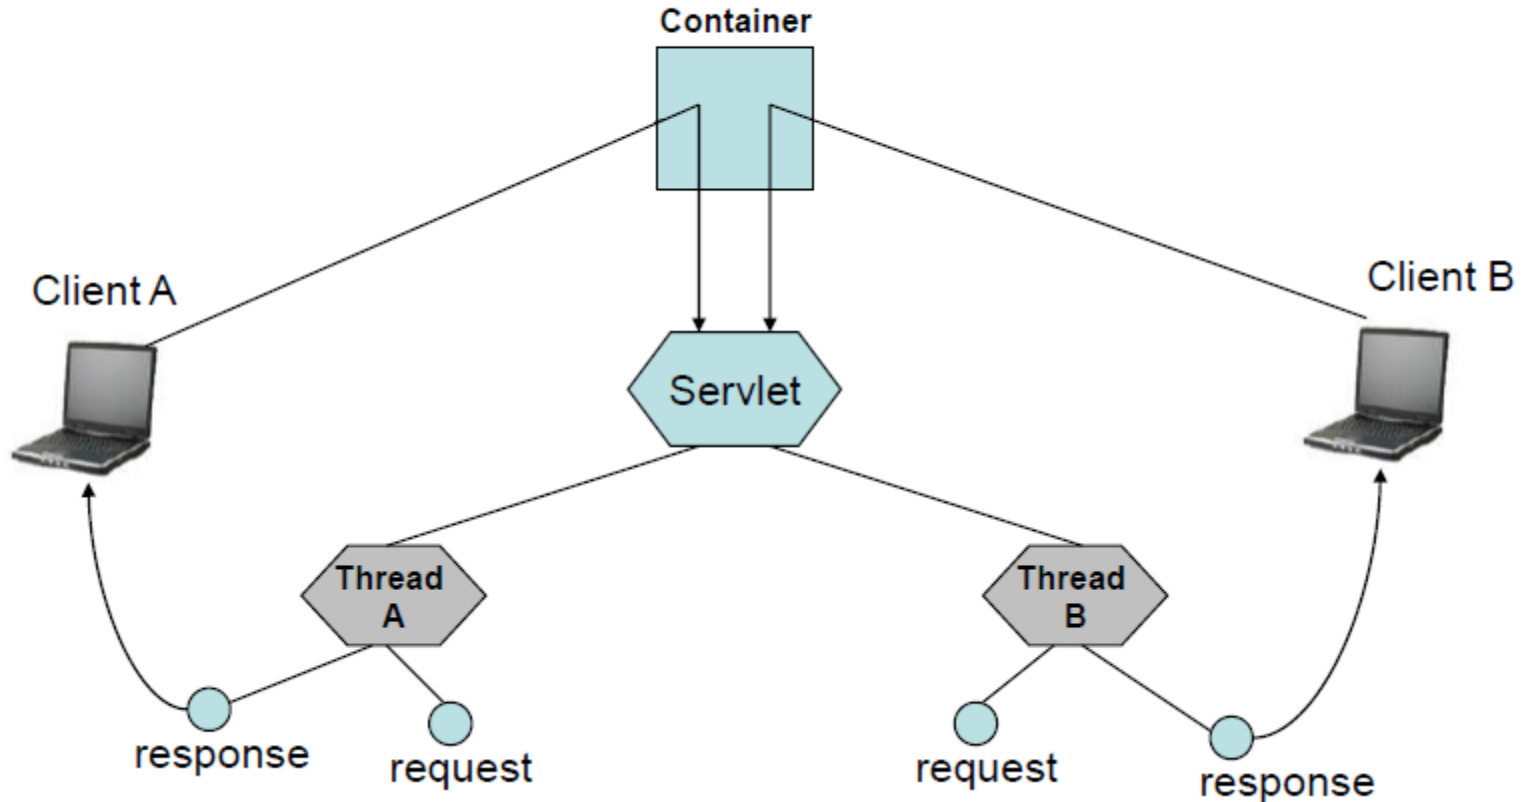 Container
Client A
Client B
Servlet
Thread
A
Thread
B
response
request
request
response